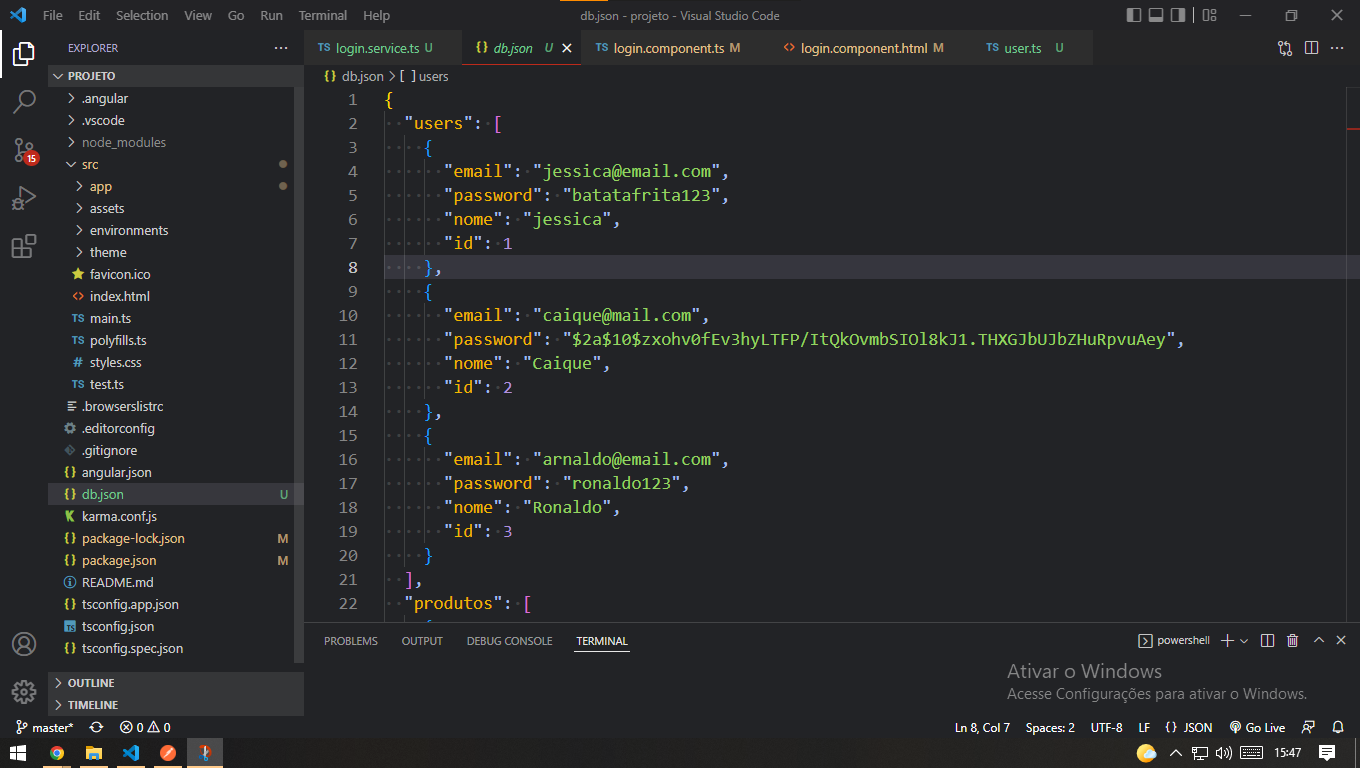 File Edit Selection View Go Run Terminal Help
db.json - projeto - Visual Studio Code
EXPLORER
PROJETO
.angular
.vscode
node_modules
src
app
assets
environments
theme
favicon.ico
index.html
TS main.ts
TS polyfills.ts
# styles.css
TS test.ts
.browserslistrc
.editorconfig
.gitignore
{} angular.json
{} db.json U
karma.conf.js
{} package-lock.json M
{} package.json M
README.md
{} tsconfig.app.json
TS tsconfig.json
{} tsconfig.spec.json
OUTLINE
TIMELINE
15
TS login.service.ts U {} db.json U TS login.component.ts M <> login.component.html M TS user.ts U
{} db.json > [ ] users
1 {
2 "users": [
3 {
4 "email": "jessica@email.com",
5 "password": "batatafrita123",
6 "nome": "jessica",
7 "id": 1
8 },
9 {
10 "email": "caique@mail.com",
11 "password": "$2a$10$zxohv0fEv3hyLTFP/ItQkOvmbSIOl8kJ1.THXGJbUJbZHuRpvuAey",
12 "nome": "Caique",
13 "id": 2
14 },
15 {
16 "email": "arnaldo@email.com",
17 "password": "ronaldo123",
18 "nome": "Ronaldo",
19 "id": 3
20 }
21 ],
22 "produtos": [
PROBLEMS OUTPUT DEBUG CONSOLE TERMINAL
powershell
Ativar o Windows
Acesse Configurações para ativar o Windows.
master* 0 0 Ln 8, Col 7 Spaces: 2 UTF-8 LF {} JSON Go Live
15:47